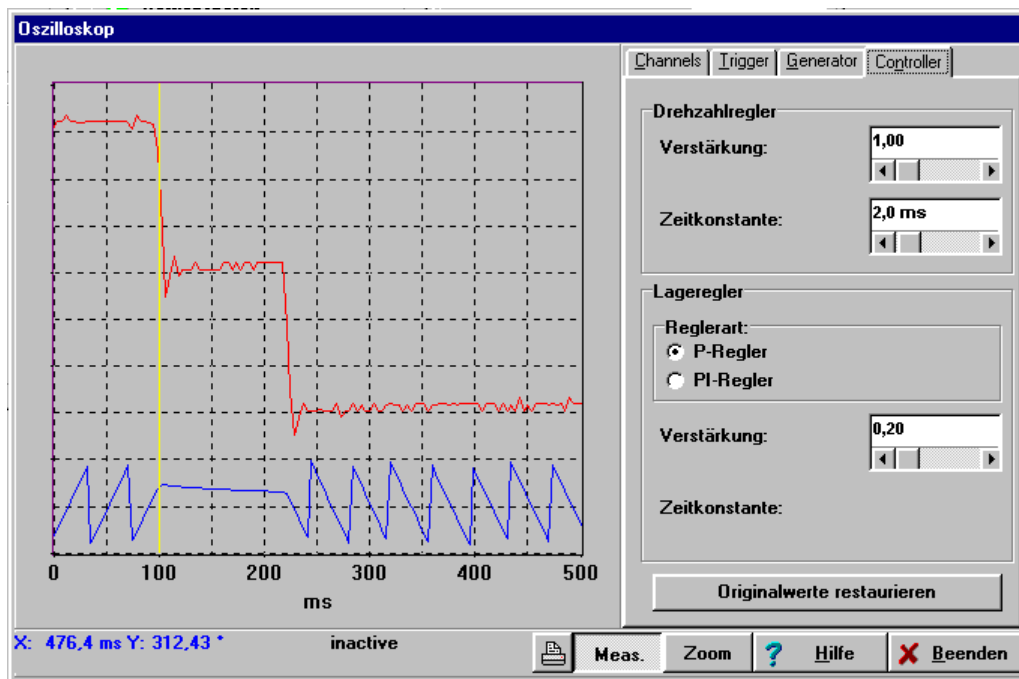 Oszilloskop
Channels Trigger Generator Controller
Drehzahlregler
Verstärkung:
1,00
Zeitkonstante:
2,0 ms
Lageregler
Reglerart:
P-Regler
PI-Regler
Verstärkung:
0,20
Zeitkonstante:
Originalwerte restaurieren
0 100 200 300 400 500
ms
X: 476,4 ms Y: 312,43 °
inactive
Meas. Zoom ? Hilfe Beenden